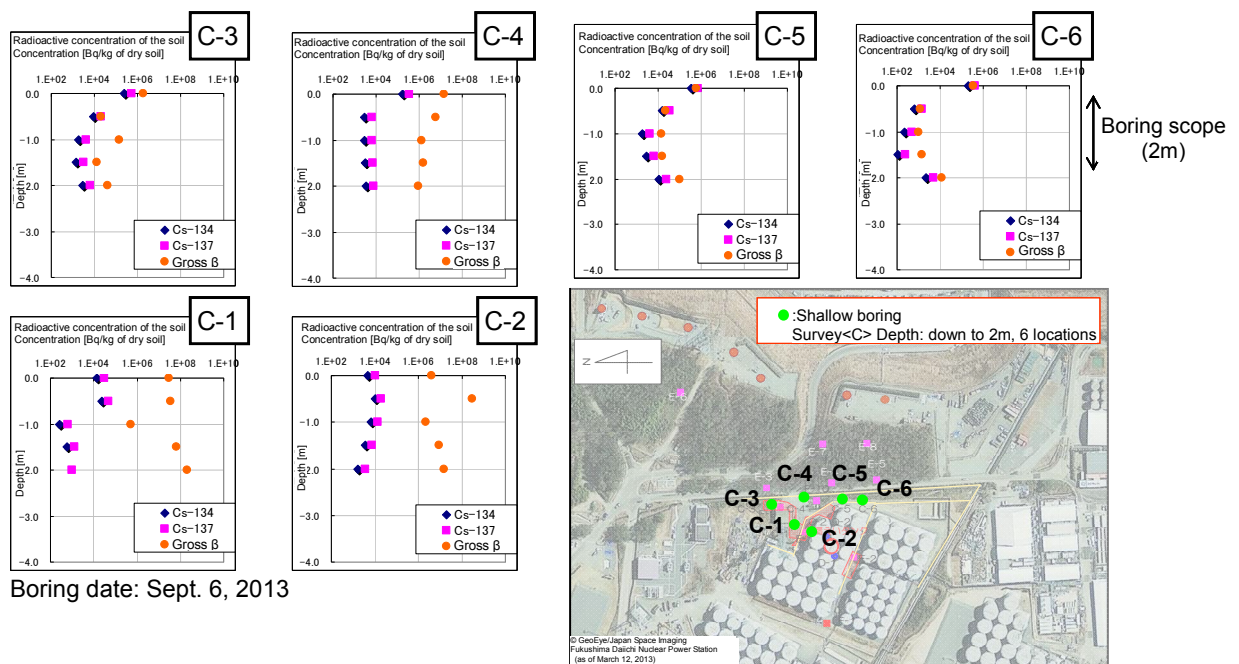 C-3
Radioactive concentration of the soil
Concentration [Bq/kg of dry soil]
1.E+02 1.E+04 1.E+06 1.E+08 1.E+10
0.0
-1.0
-2.0
-3.0
-4.0
Depth [m]
Cs-134
Cs-137
Gross β
C-4
Radioactive concentration of the soil
Concentration [Bq/kg of dry soil]
1.E+02 1.E+04 1.E+06 1.E+08 1.E+10
0.0
-1.0
-2.0
-3.0
-4.0
Depth [m]
Cs-134
Cs-137
Gross β
C-5
Radioactive concentration of the soil
Concentration [Bq/kg of dry soil]
1.E+02 1.E+04 1.E+06 1.E+08 1.E+10
0.0
-1.0
-2.0
-3.0
-4.0
Depth [m]
Cs-134
Cs-137
Gross β
C-6
Radioactive concentration of the soil
Concentration [Bq/kg of dry soil]
1.E+02 1.E+04 1.E+06 1.E+08 1.E+10
0.0
-1.0
-2.0
-3.0
-4.0
Depth [m]
Cs-134
Cs-137
Gross β
Boring scope
(2m)
C-1
Radioactive concentration of the soil
Concentration [Bq/kg of dry soil]
1.E+02 1.E+04 1.E+06 1.E+08 1.E+10
0.0
-1.0
-2.0
-3.0
-4.0
Depth [m]
Cs-134
Cs-137
Gross β
C-2
Radioactive concentration of the soil
Concentration [Bq/kg of dry soil]
1.E+02 1.E+04 1.E+06 1.E+08 1.E+10
0.0
-1.0
-2.0
-3.0
-4.0
Depth [m]
Cs-134
Cs-137
Gross β
Boring date: Sept. 6, 2013
:Shallow boring
Survey<C> Depth: down to 2m, 6 locations
N
C-4
C-5
C-6
C-3
C-1
C-2
© GeoEye/Japan Space Imaging
Fukushima Daiichi Nuclear Power Station
(as of March 12, 2013)